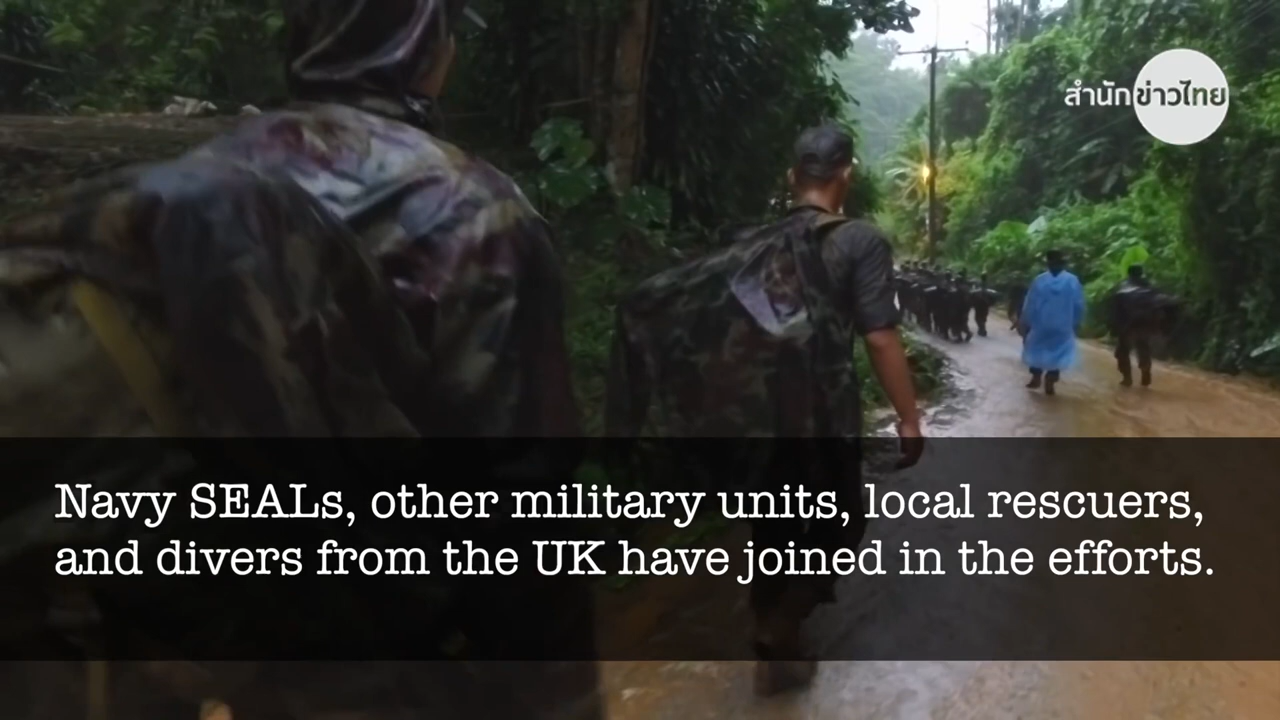 สำนักข่าวไทย
Navy SEALs, other military units, local rescuers,
and divers from the UK have joined in the efforts.